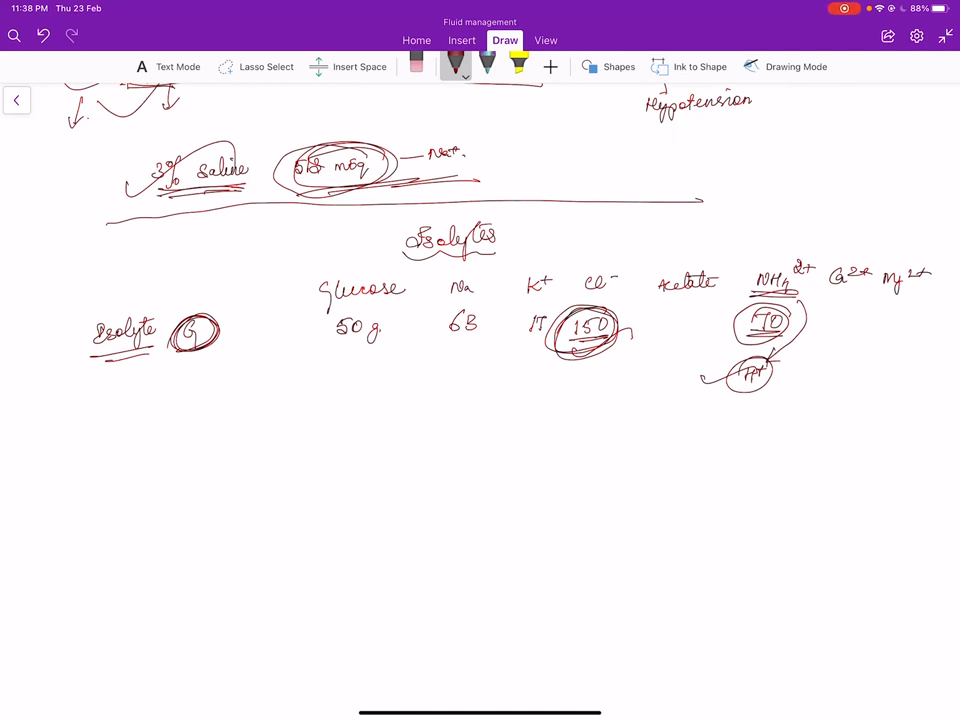 11:38 PM Thu 23 Feb 88%
Fluid management
Home Insert Draw View
Text Mode Lasso Select Insert Space Shapes Ink to Shape Drawing Mode
Hypotension
3% Saline 513 mEq — Na+.
Isolytes
Glucose Na K+ Cl- Acetate NH4 2+ Ca2+ Mg2+
Isolyte G 50 g. 63 17 150 70
H+